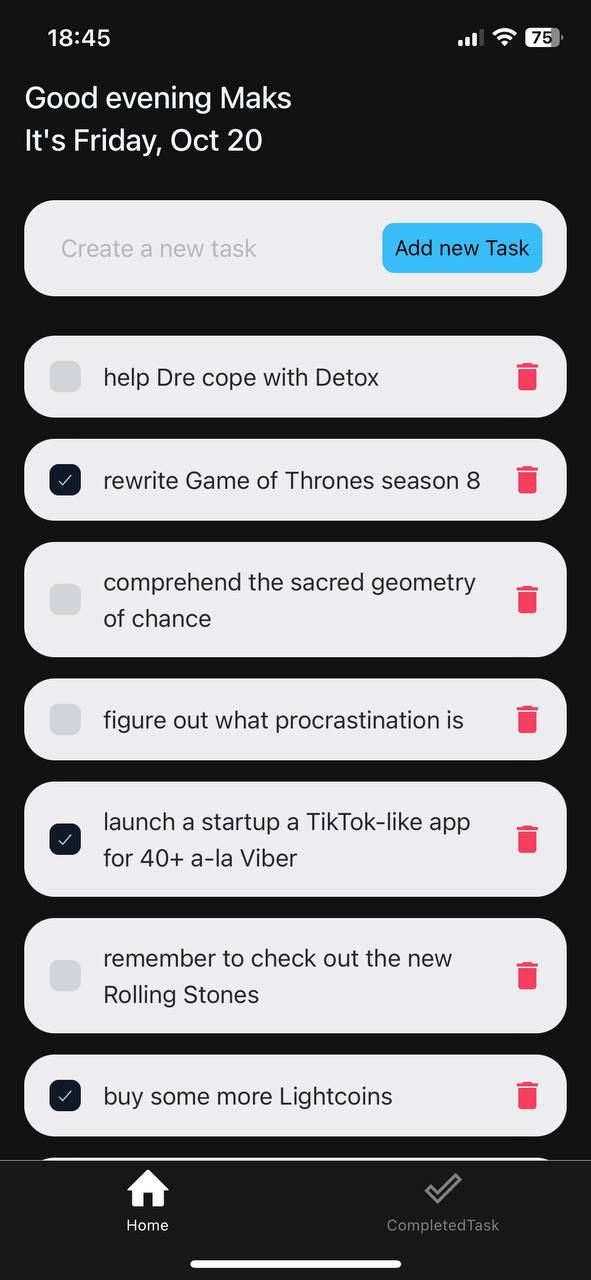 18:45
75
Good evening Maks
It's Friday, Oct 20
Create a new task
Add new Task
help Dre cope with Detox
rewrite Game of Thrones season 8
comprehend the sacred geometry
of chance
figure out what procrastination is
launch a startup a TikTok-like app
for 40+ a-la Viber
remember to check out the new
Rolling Stones
buy some more Lightcoins
Home
CompletedTask